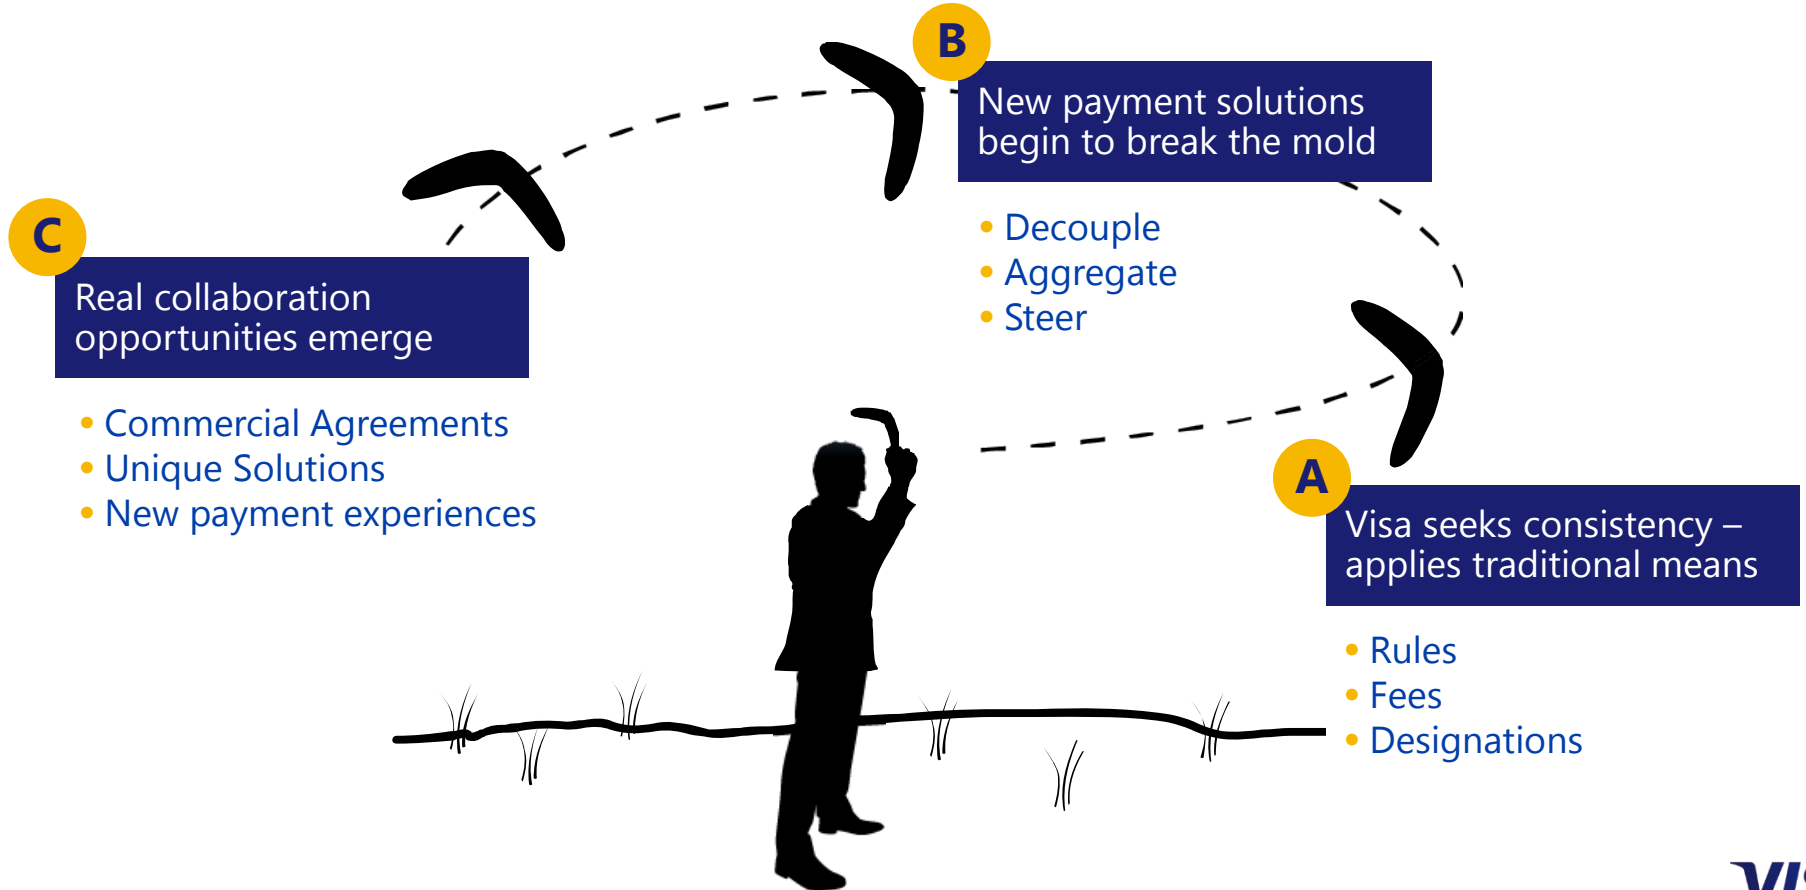 B
New payment solutions
begin to break the mold
• Decouple
• Aggregate
• Steer
C
Real collaboration
opportunities emerge
• Commercial Agreements
• Unique Solutions
• New payment experiences
A
Visa seeks consistency –
applies traditional means
• Rules
• Fees
• Designations